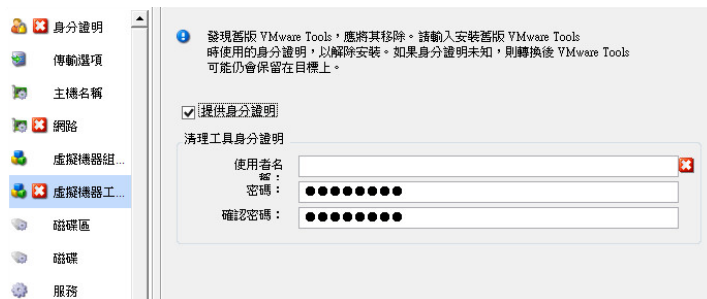 身分證明
傳輸選項
主機名稱
網路
虛擬機器組...
虛擬機器工...
磁碟區
磁碟
服務
發現舊版 VMware Tools，應將其移除。請輸入安裝舊版 VMware Tools
時使用的身分證明，以解除安裝。如果身分證明未知，則轉換後 VMware Tools
可能仍會保留在目標上。
提供身分證明
清理工具身分證明
使用者名
稱：
密碼：
●●●●●●●●
確認密碼：
●●●●●●●●